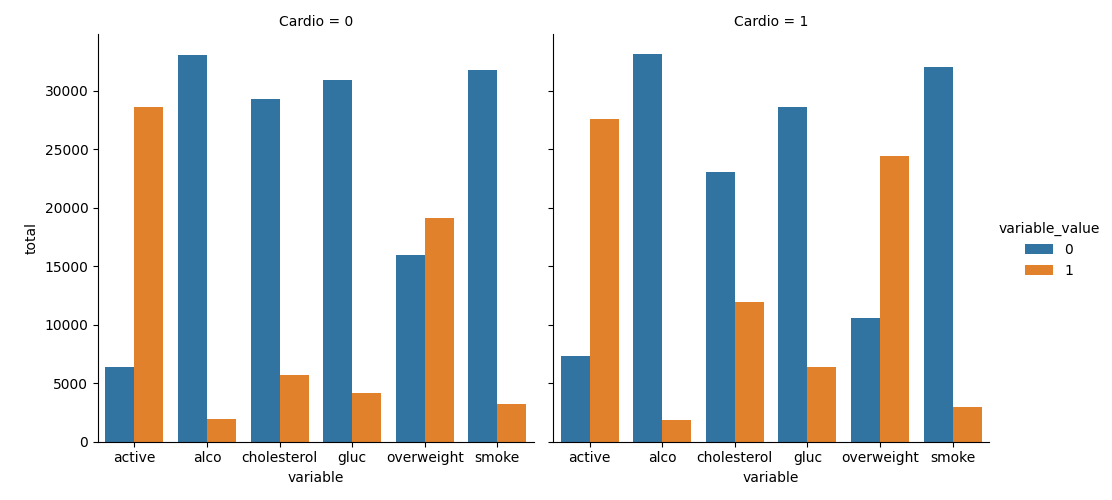 Cardio = 0
Cardio = 1
total
30000
25000
20000
15000
10000
5000
0
active alco cholesterol gluc overweight smoke
variable
active alco cholesterol gluc overweight smoke
variable
variable_value
0
1